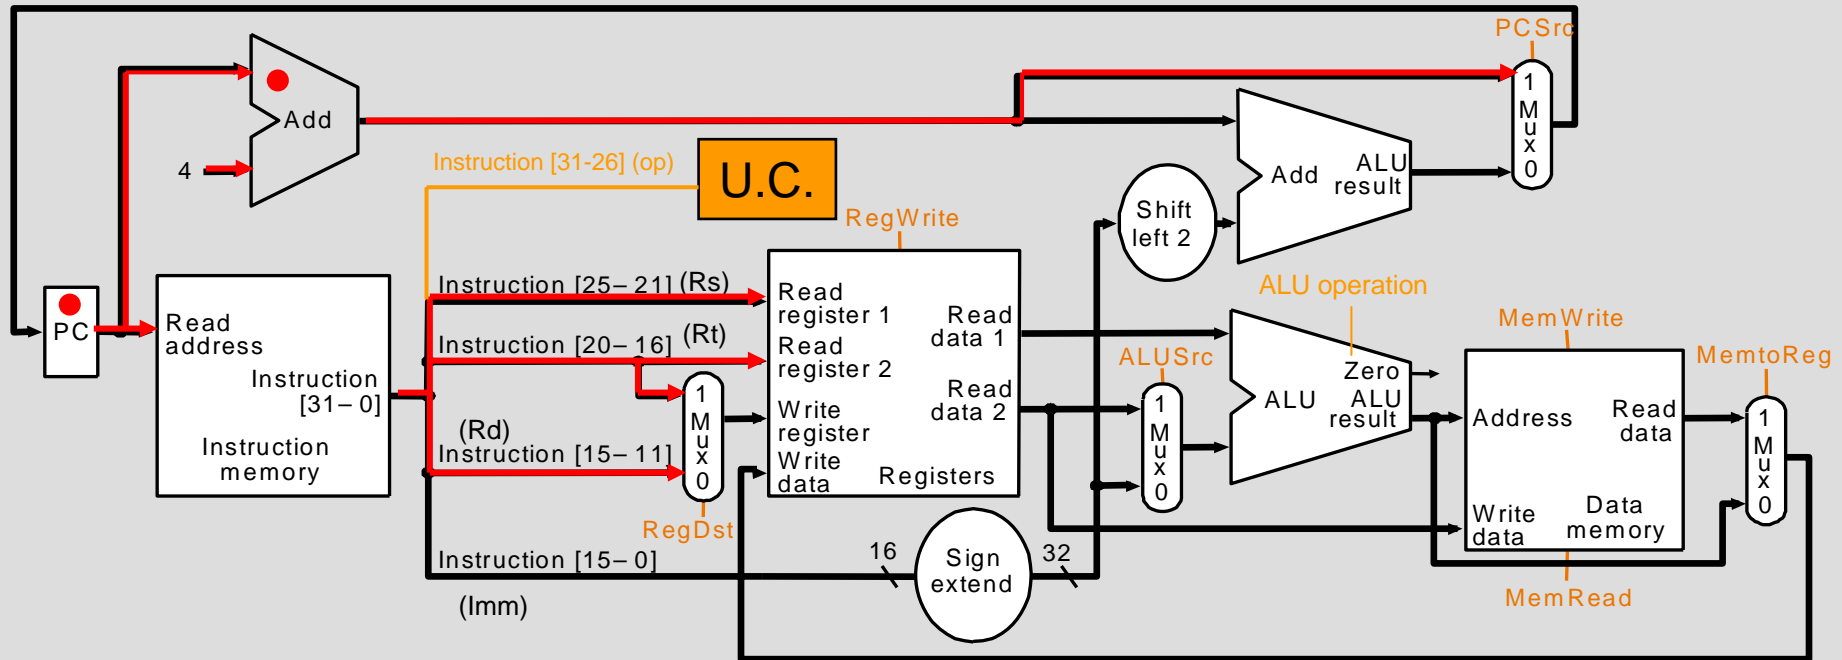 PCSrc
1
Mux
0
Add
4
Instruction [31-26] (op)
U.C.
Add
ALU
result
Shift
left 2
RegWrite
Instruction [25–21] (Rs)
Instruction [20–16] (Rt)
(Rd)
Instruction [15–11]
Instruction [15–0]
(Imm)
PC
Read
address
Instruction
[31–0]
Instruction
memory
1
Mux
0
RegDst
Read
register 1
Read
register 2
Write
register
Write
data
Read
data 1
Read
data 2
Registers
16
Sign
extend
32
ALUSrc
1
Mux
0
ALU operation
Zero
ALU
ALU
result
MemWrite
Address
Read
data
Write
data
Data
memory
MemRead
MemtoReg
1
Mux
0